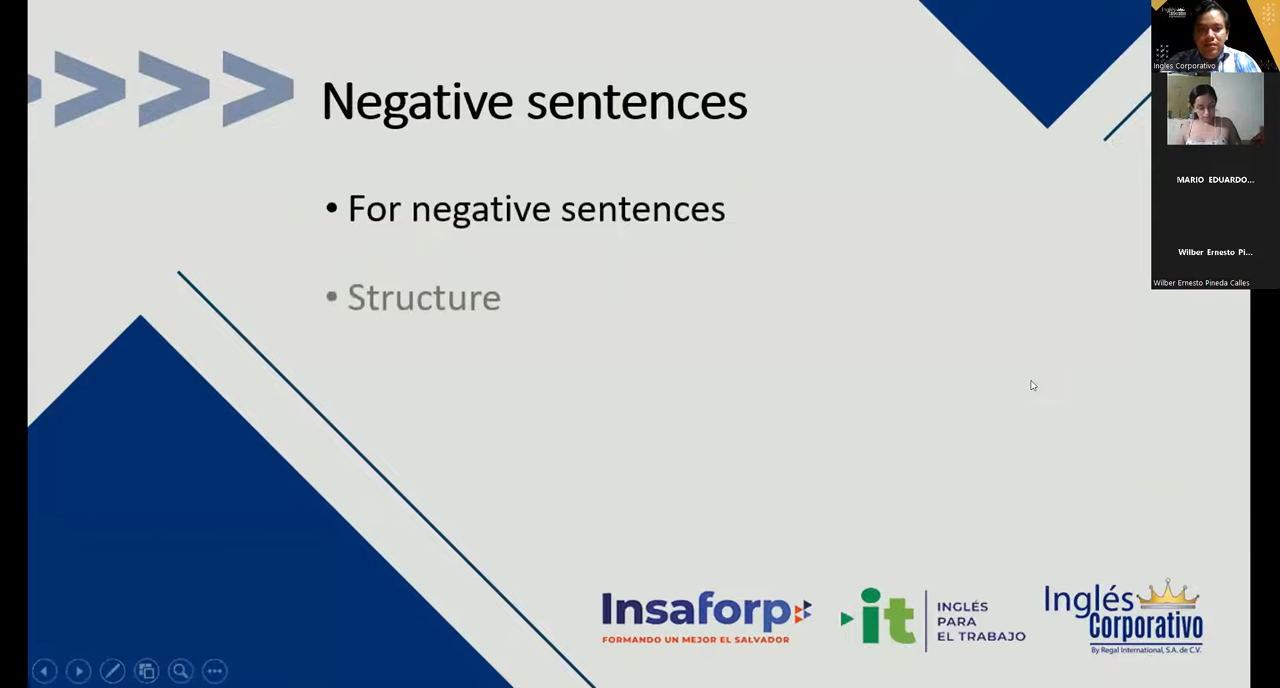 Negative sentences
• For negative sentences
• Structure
Inglés Corporativo
MARIO EDUARDO...
Wilber Ernesto Pi...
Wilber Ernesto Pineda Calles
Insaforp
FORMANDO UN MEJOR EL SALVADOR
it
INGLÉS
PARA
EL TRABAJO
Inglés
Corporativo
By Regal International, S.A. de C.V.